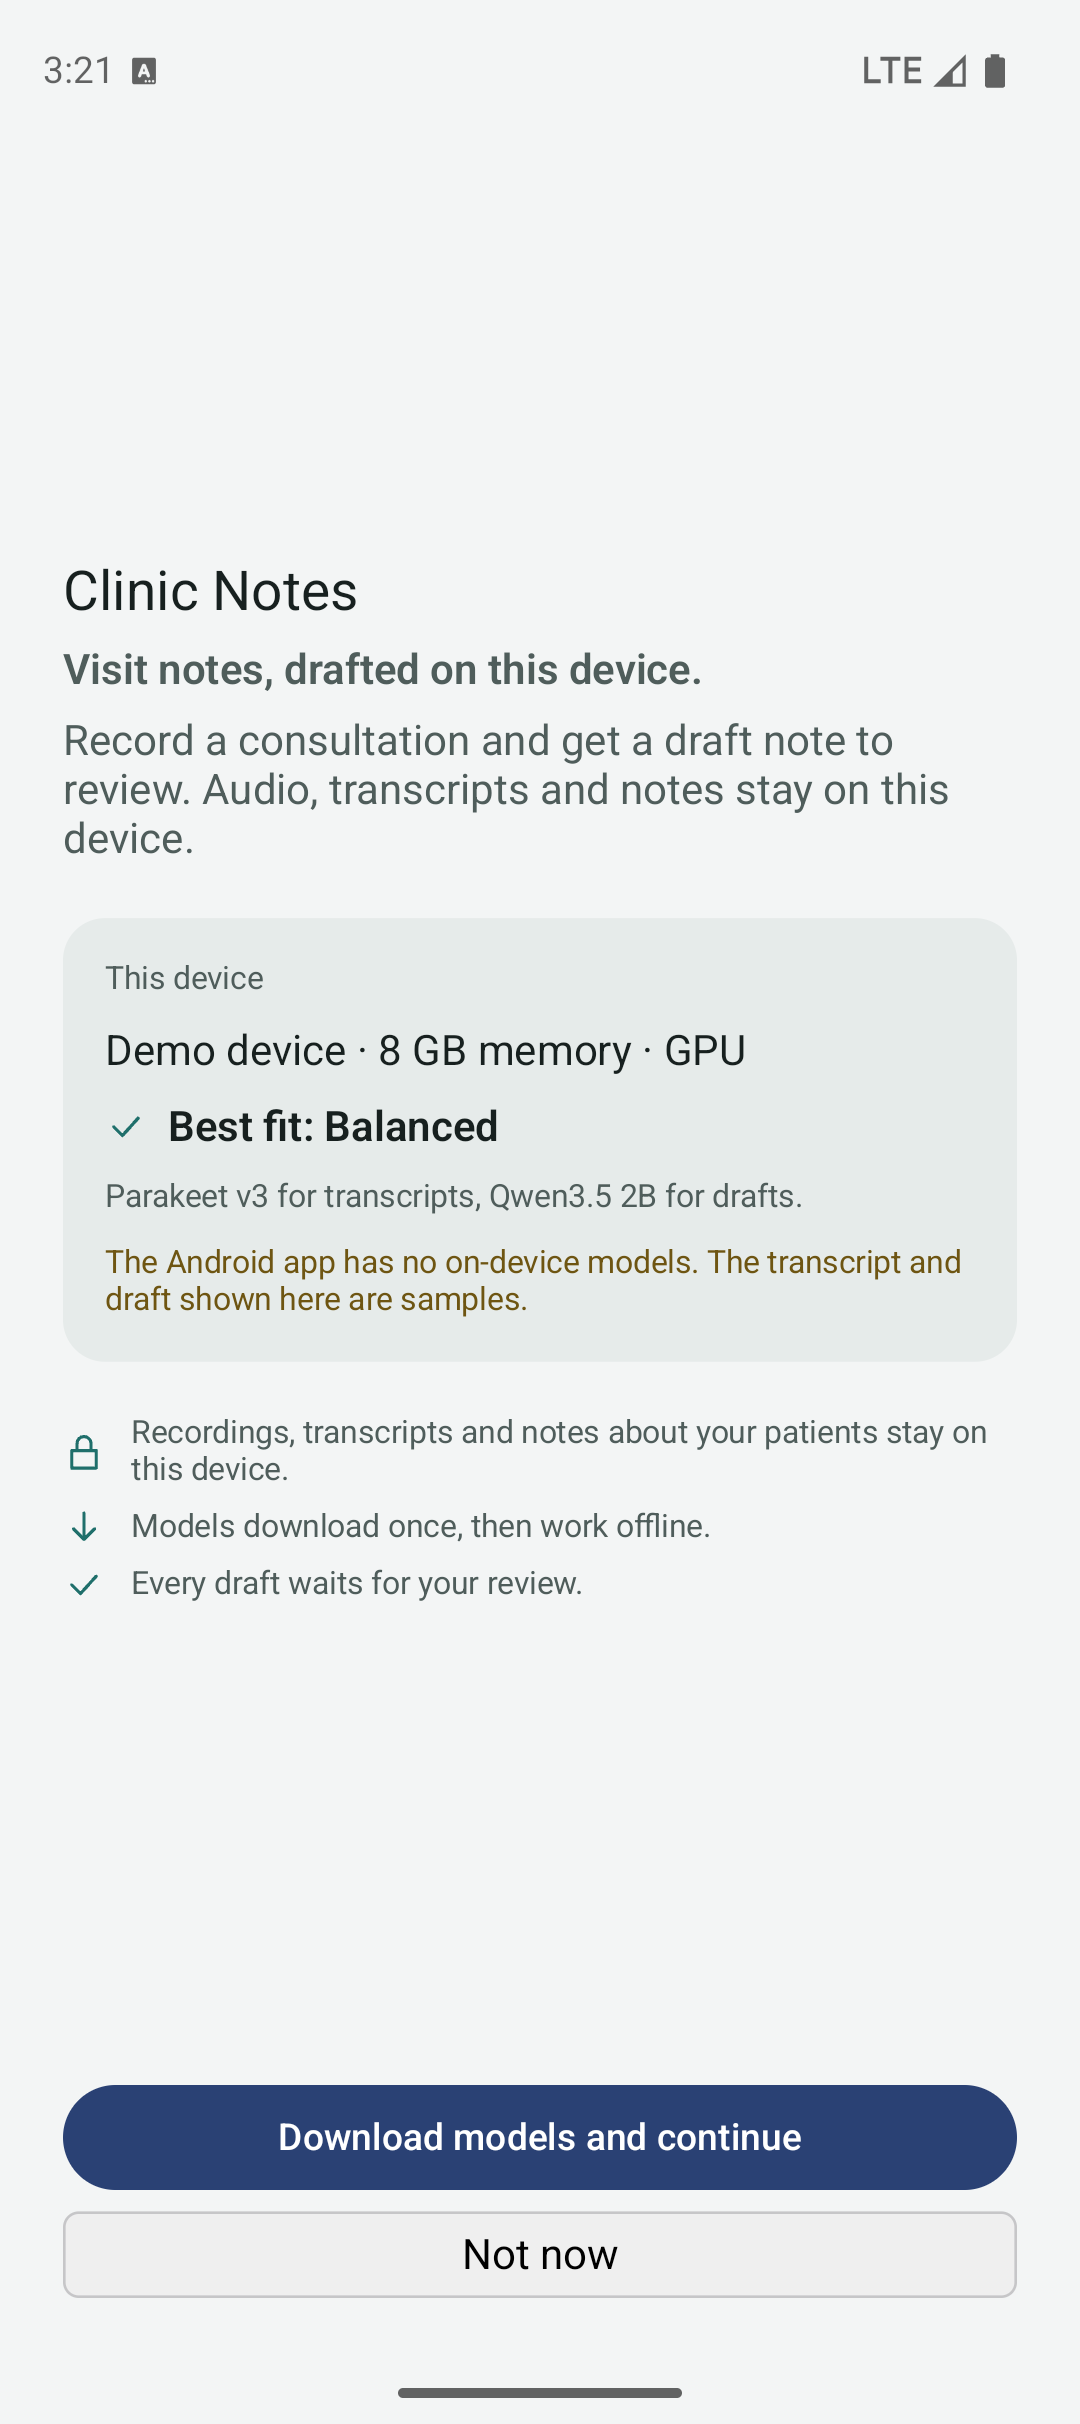 3:21
LTE
Clinic Notes
Visit notes, drafted on this device.
Record a consultation and get a draft note to
review. Audio, transcripts and notes stay on this
device.
This device
Demo device · 8 GB memory · GPU
Best fit: Balanced
Parakeet v3 for transcripts, Qwen3.5 2B for drafts.
The Android app has no on-device models. The transcript and
draft shown here are samples.
Recordings, transcripts and notes about your patients stay on
this device.
Models download once, then work offline.
Every draft waits for your review.
Download models and continue
Not now